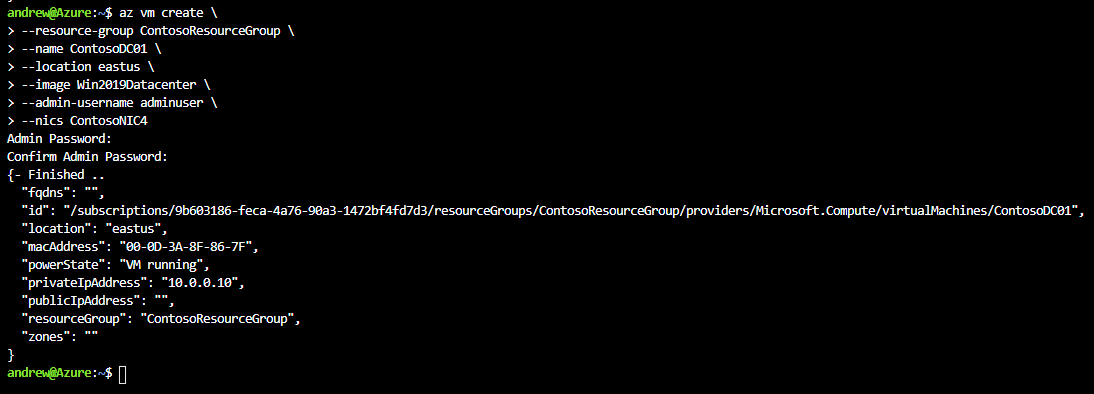 andrew@Azure:~$ az vm create \
> --resource-group ContosoResourceGroup \
> --name ContosoDC01 \
> --location eastus \
> --image Win2019Datacenter \
> --admin-username adminuser \
> --nics ContosoNIC4
Admin Password:
Confirm Admin Password:
{- Finished ..
  "fqdns": "",
  "id": "/subscriptions/9b603186-feca-4a76-90a3-1472bf4fd7d3/resourceGroups/ContosoResourceGroup/providers/Microsoft.Compute/virtualMachines/ContosoDC01",
  "location": "eastus",
  "macAddress": "00-0D-3A-8F-86-7F",
  "powerState": "VM running",
  "privateIpAddress": "10.0.0.10",
  "publicIpAddress": "",
  "resourceGroup": "ContosoResourceGroup",
  "zones": ""
}
andrew@Azure:~$